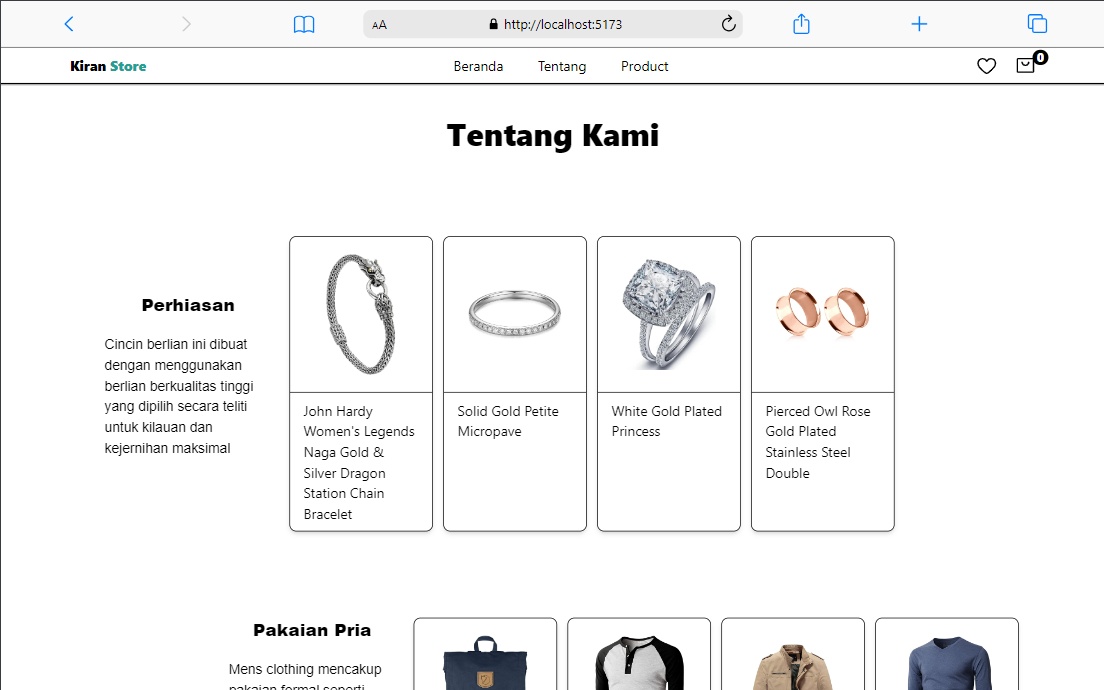 AA
http://localhost:5173
Kiran Store
Beranda
Tentang
Product
0
Tentang Kami
Perhiasan
Cincin berlian ini dibuat
dengan menggunakan
berlian berkualitas tinggi
yang dipilih secara teliti
untuk kilauan dan
kejernihan maksimal
John Hardy
Women's Legends
Naga Gold &
Silver Dragon
Station Chain
Bracelet
Solid Gold Petite
Micropave
White Gold Plated
Princess
Pierced Owl Rose
Gold Plated
Stainless Steel
Double
Pakaian Pria
Mens clothing mencakup
pakaian formal seperti